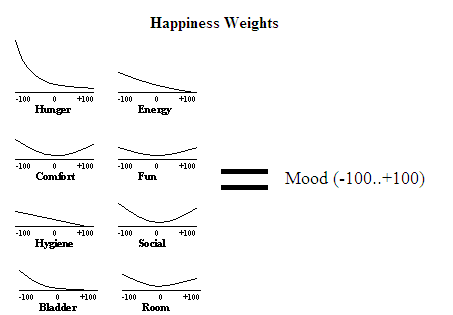 Happiness Weights
-100 0 +100
Hunger
-100 0 +100
Energy
-100 0 +100
Comfort
-100 0 +100
Fun
Mood (-100..+100)
-100 0 +100
Hygiene
-100 0 +100
Social
-100 0 +100
Bladder
-100 0 +100
Room